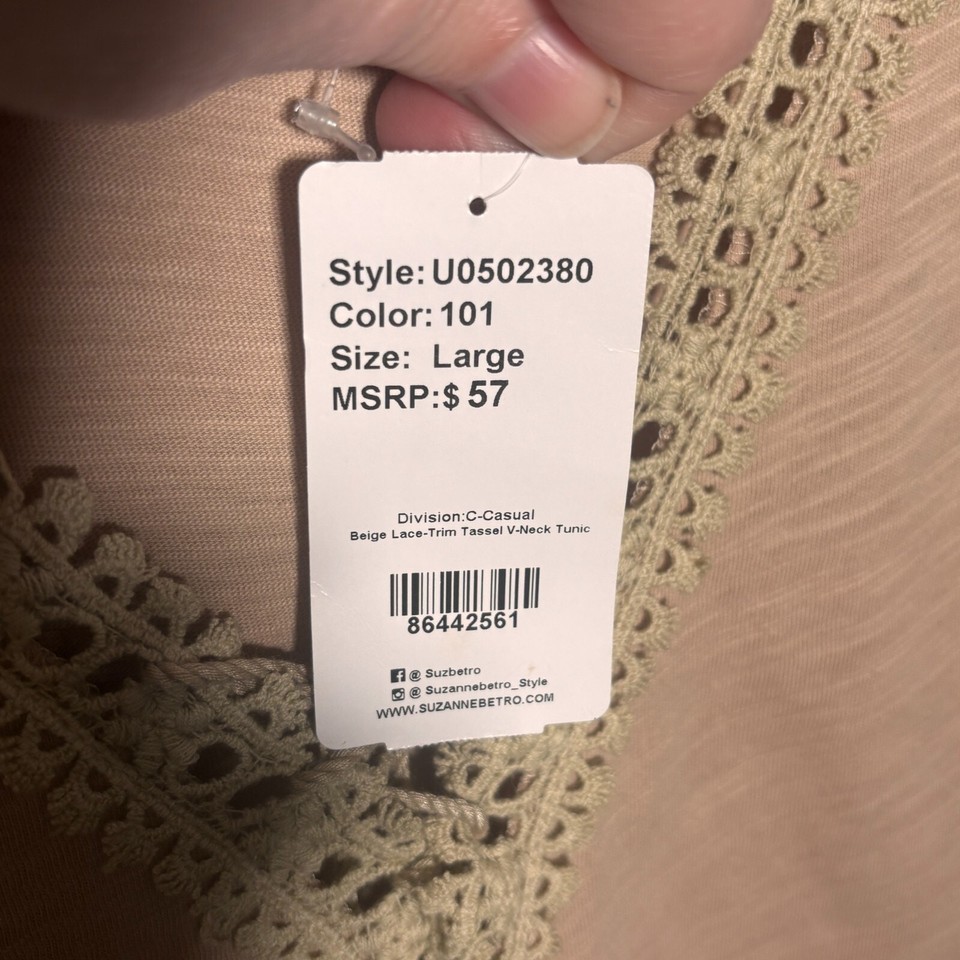 Style: U0502380
Color: 101
Size: Large
MSRP:$ 57
Division:C-Casual
Beige Lace-Trim Tassel V-Neck Tunic
86442561
@ Suzbetro
@ Suzannebetro_Style
WWW.SUZANNEBETRO.COM